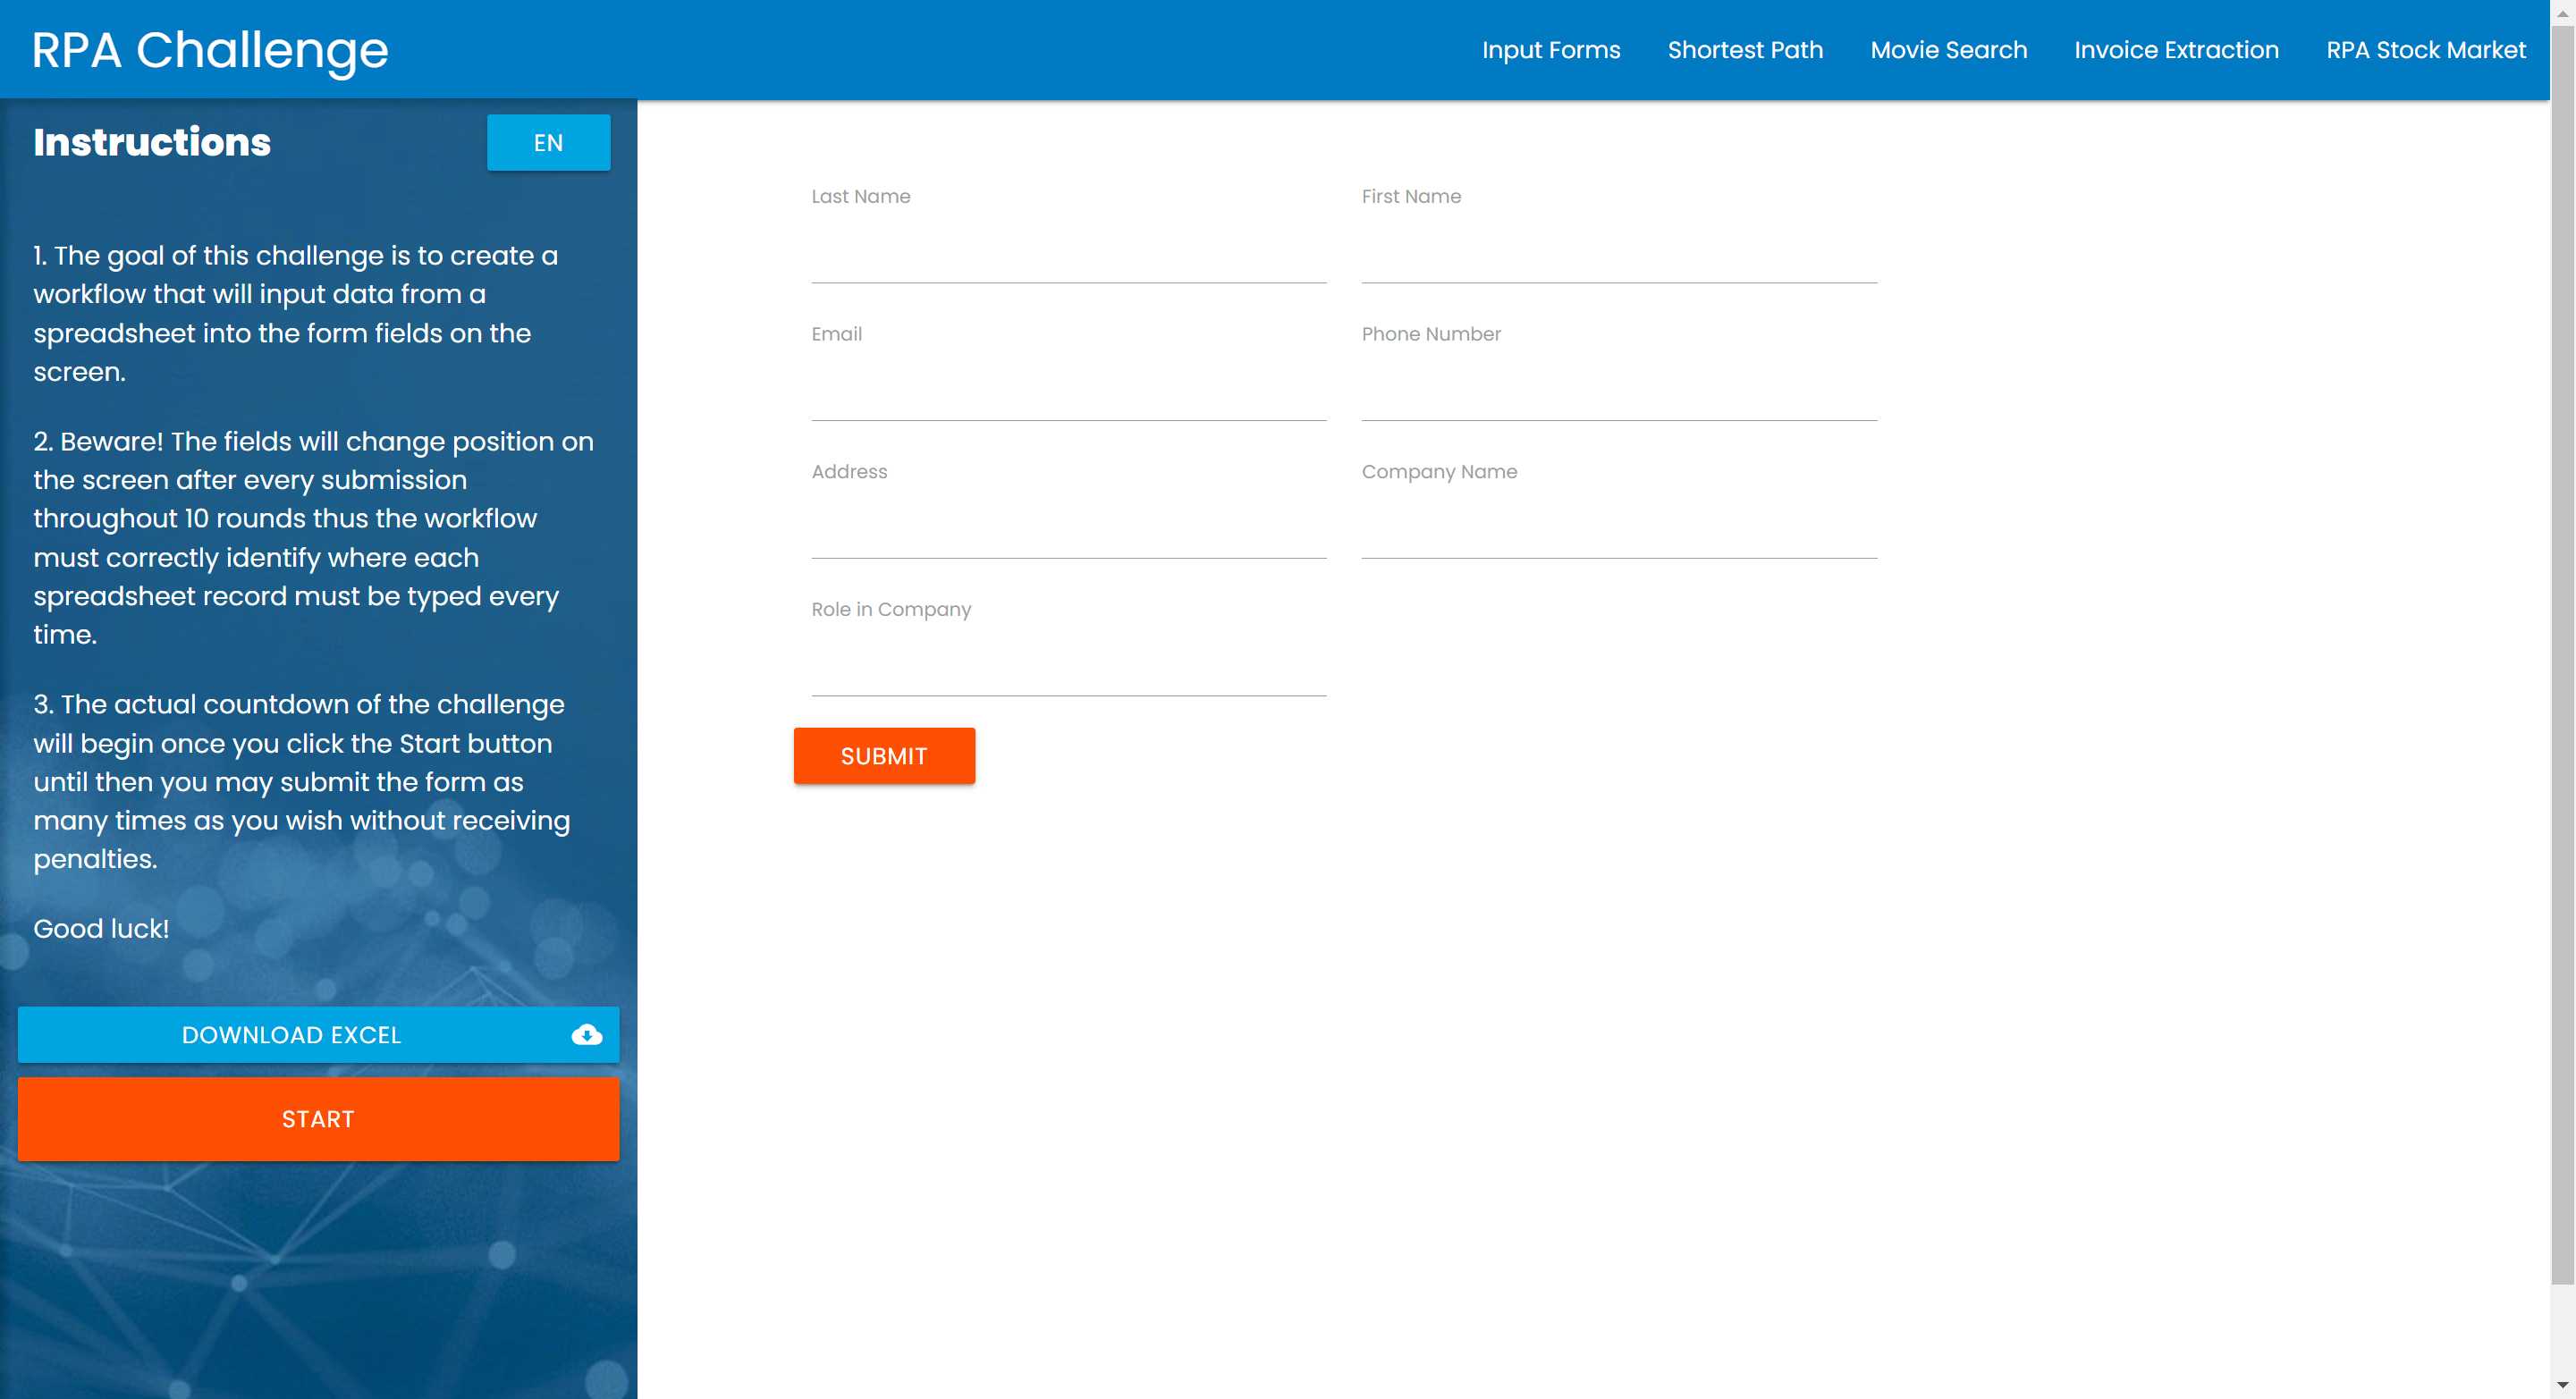 RPA Challenge
Input Forms
Shortest Path
Movie Search
Invoice Extraction
RPA Stock Market
Instructions
EN
1. The goal of this challenge is to create a
workflow that will input data from a
spreadsheet into the form fields on the
screen.
2. Beware! The fields will change position on
the screen after every submission
throughout 10 rounds thus the workflow
must correctly identify where each
spreadsheet record must be typed every
time.
3. The actual countdown of the challenge
will begin once you click the Start button
until then you may submit the form as
many times as you wish without receiving
penalties.
Good luck!
DOWNLOAD EXCEL
START
Last Name
First Name
Email
Phone Number
Address
Company Name
Role in Company
SUBMIT